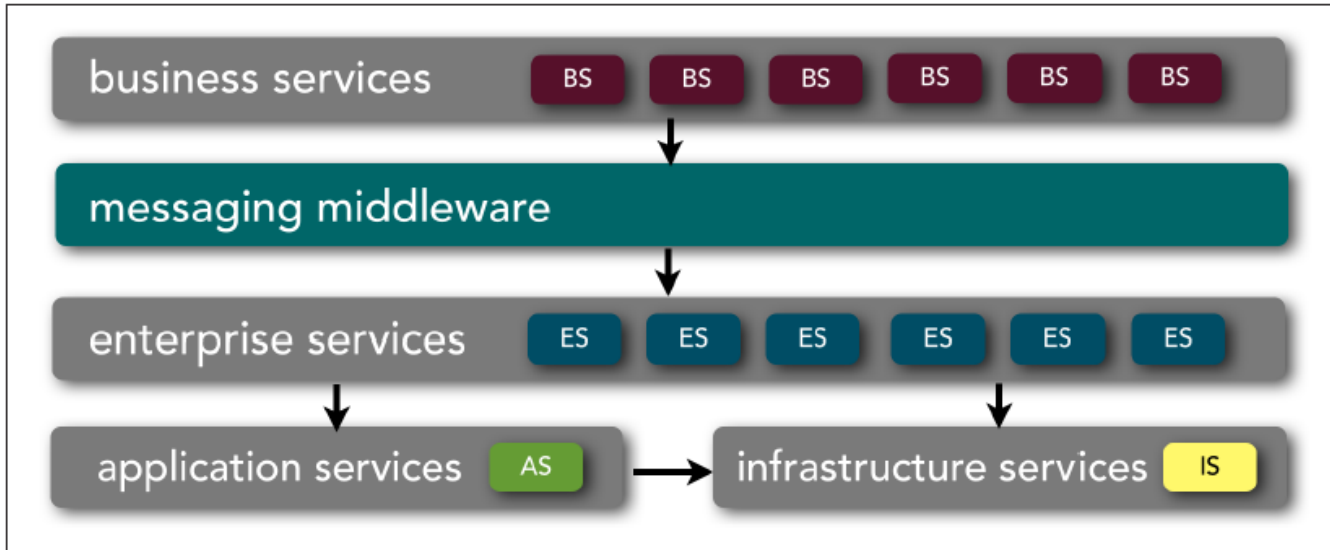 business services BS BS BS BS BS BS
messaging middleware
enterprise services ES ES ES ES ES ES
application services AS infrastructure services IS